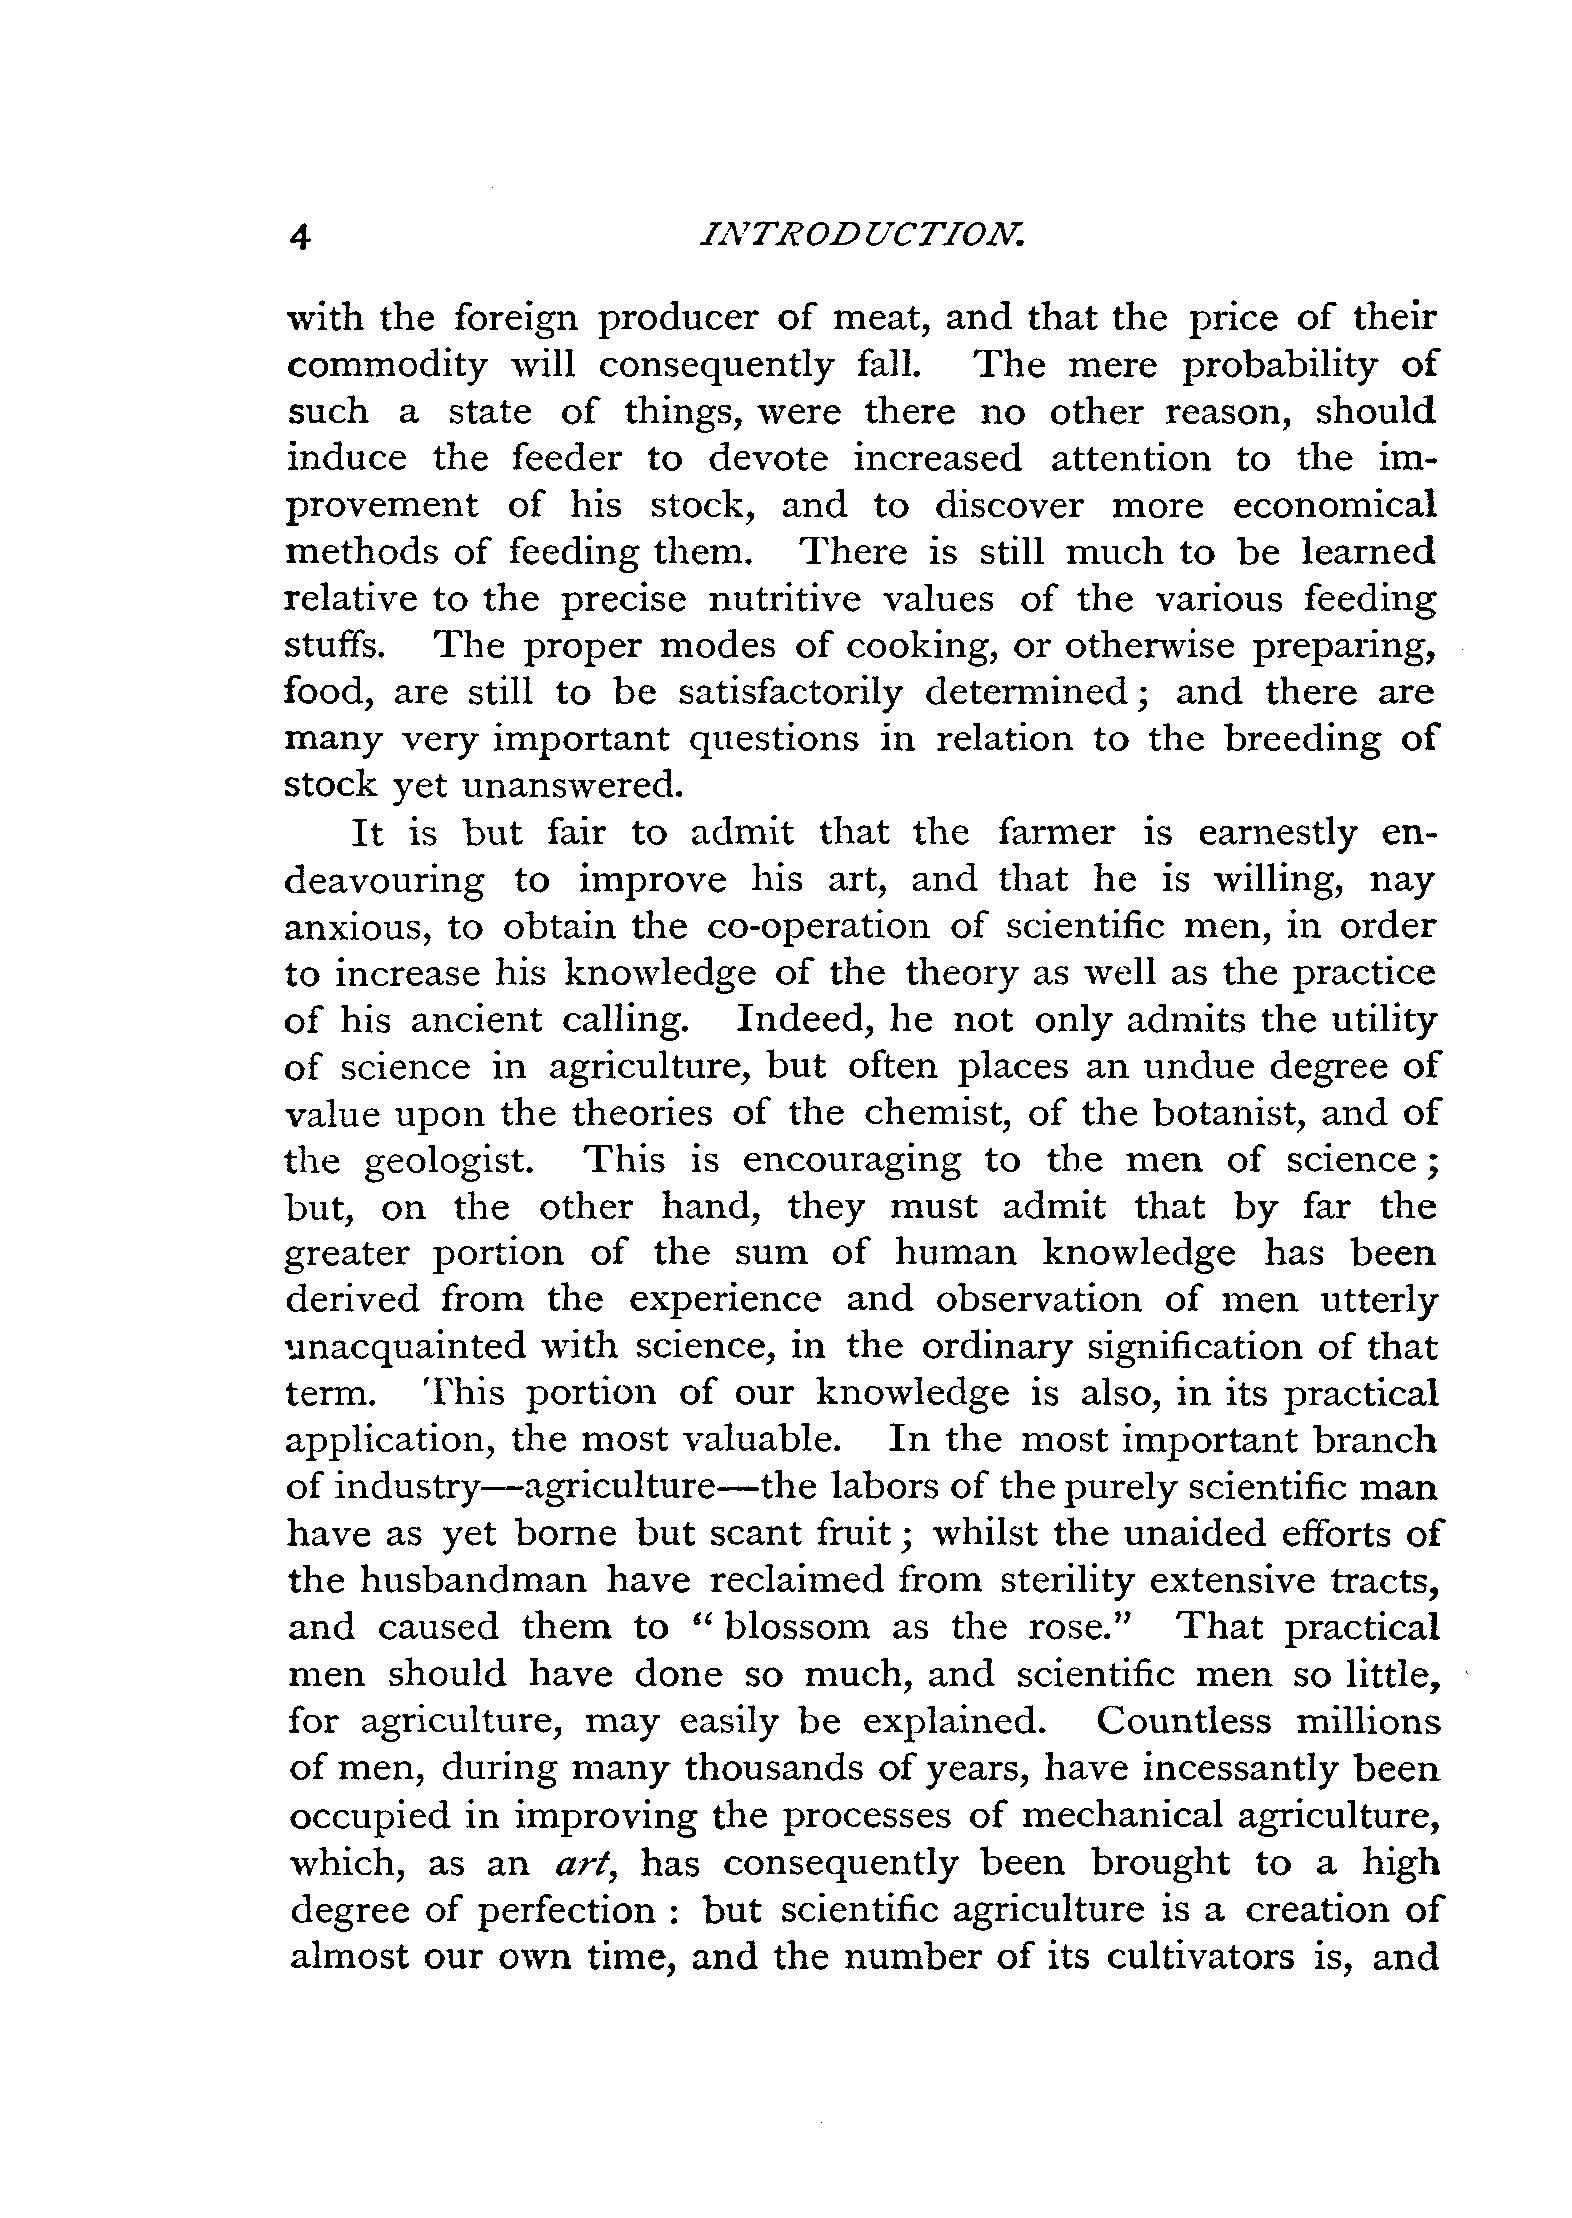 4 INTRODUCTION.
with the foreign producer of meat, and that the price of their
commodity will consequently fall. The mere probability of
such a state of things, were there no other reason, should
induce the feeder to devote increased attention to the im-
provement of his stock, and to discover more economical
methods of feeding them. There is still much to be learned
relative to the precise nutritive values of the various feeding
stuffs. The proper modes of cooking, or otherwise preparing,
food, are still to be satisfactorily determined; and there are
many very important questions in relation to the breeding of
stock yet unanswered.
It is but fair to admit that the farmer is earnestly en-
deavouring to improve his art, and that he is willing, nay
anxious, to obtain the co-operation of scientific men, in order
to increase his knowledge of the theory as well as the practice
of his ancient calling. Indeed, he not only admits the utility
of science in agriculture, but often places an undue degree of
value upon the theories of the chemist, of the botanist, and of
the geologist. This is encouraging to the men of science;
but, on the other hand, they must admit that by far the
greater portion of the sum of human knowledge has been
derived from the experience and observation of men utterly
unacquainted with science, in the ordinary signification of that
term. This portion of our knowledge is also, in its practical
application, the most valuable. In the most important branch
of industry—agriculture—the labors of the purely scientific man
have as yet borne but scant fruit; whilst the unaided efforts of
the husbandman have reclaimed from sterility extensive tracts,
and caused them to “blossom as the rose.” That practical
men should have done so much, and scientific men so little,
for agriculture, may easily be explained. Countless millions
of men, during many thousands of years, have incessantly been
occupied in improving the processes of mechanical agriculture,
which, as an art, has consequently been brought to a high
degree of perfection: but scientific agriculture is a creation of
almost our own time, and the number of its cultivators is, and